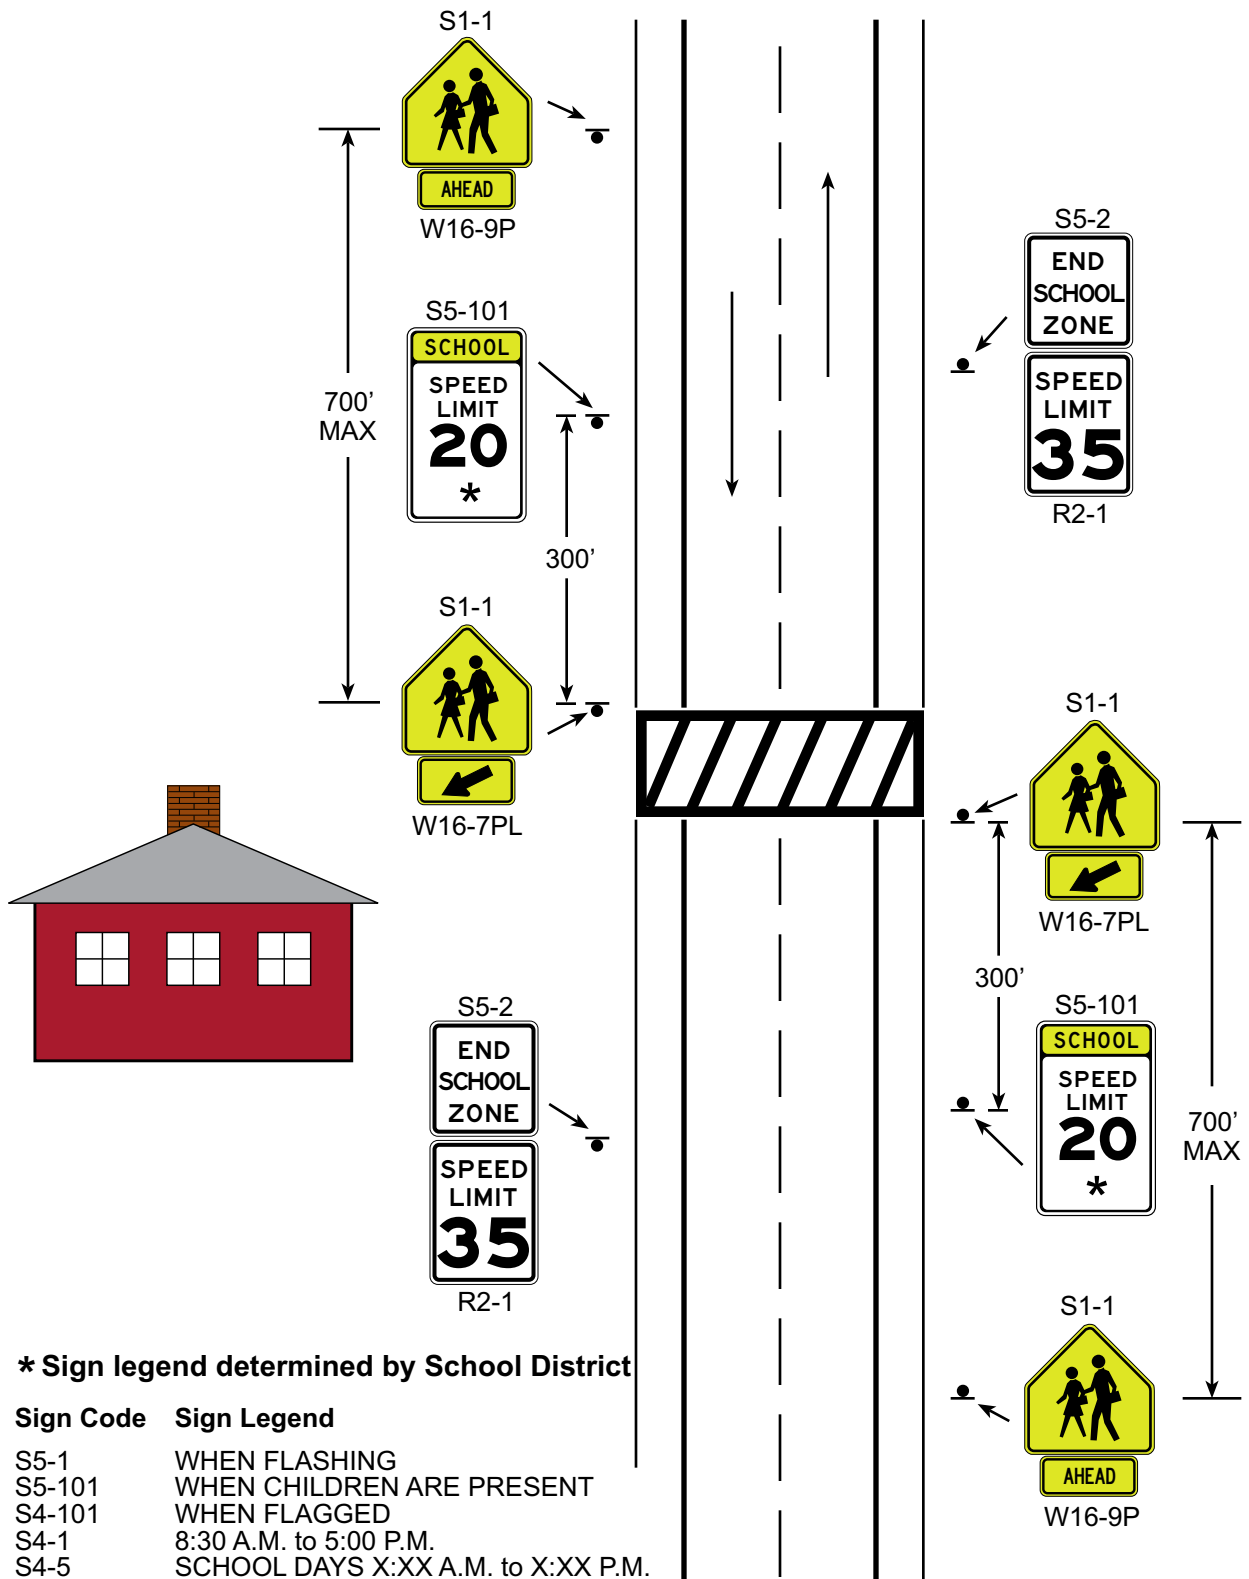 S1-1
AHEAD
W16-9P
S5-2
END
SCHOOL
ZONE
SPEED
LIMIT
35
R2-1
S5-101
SCHOOL
SPEED
LIMIT
20
*
700'
MAX
300'
S1-1
W16-7PL
S1-1
W16-7PL
300'
S5-101
SCHOOL
SPEED
LIMIT
20
*
700'
MAX
S5-2
END
SCHOOL
ZONE
SPEED
LIMIT
35
R2-1
S1-1
AHEAD
W16-9P
* Sign legend determined by School District
Sign Code Sign Legend
S5-1 WHEN FLASHING
S5-101 WHEN CHILDREN ARE PRESENT
S4-101 WHEN FLAGGED
S4-1 8:30 A.M. to 5:00 P.M.
S4-5 SCHOOL DAYS X:XX A.M. to X:XX P.M.